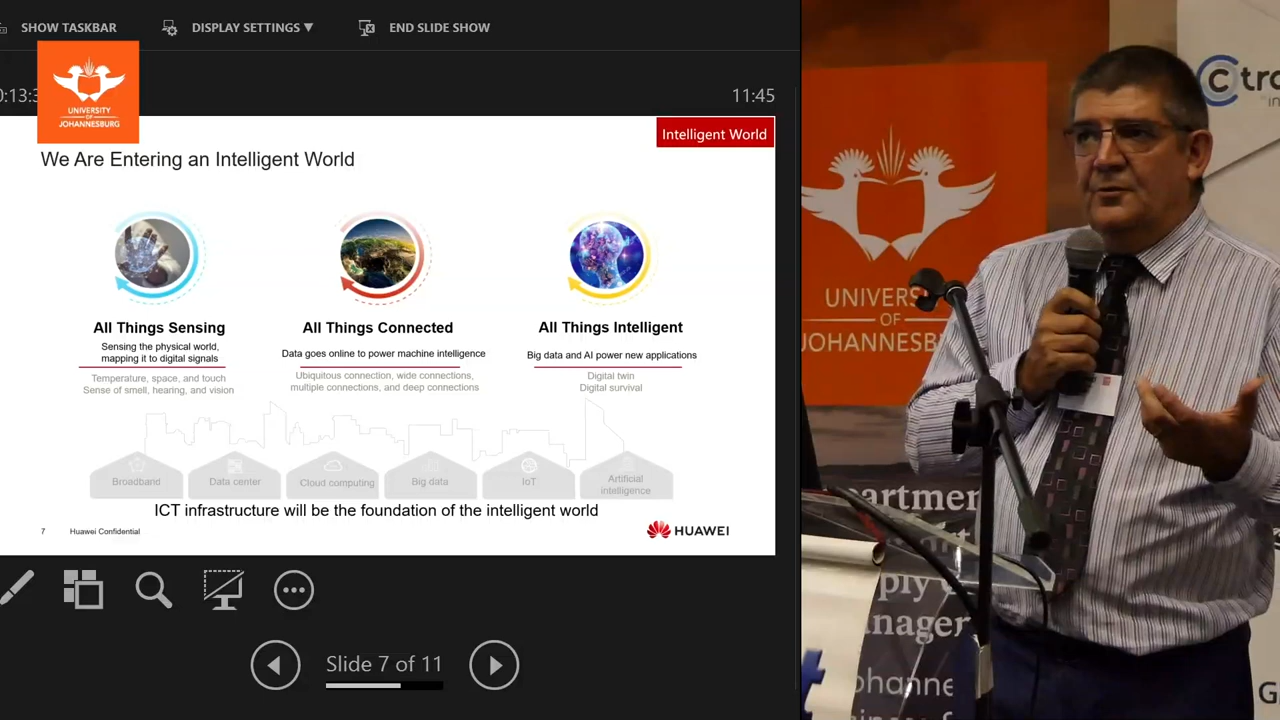 SHOW TASKBAR
DISPLAY SETTINGS ▼
END SLIDE SHOW
UNIVERSITY
OF
JOHANNESBURG
11:45
Intelligent World
We Are Entering an Intelligent World
All Things Sensing
Sensing the physical world,
mapping it to digital signals
Temperature, space, and touch
Sense of smell, hearing, and vision
All Things Connected
Data goes online to power machine intelligence
Ubiquitous connection, wide connections,
multiple connections, and deep connections
All Things Intelligent
Big data and AI power new applications
Digital twin
Digital survival
Broadband
Data center
Cloud computing
Big data
IoT
Artificial
intelligence
ICT infrastructure will be the foundation of the intelligent world
7
Huawei Confidential
HUAWEI
Slide 7 of 11
OF